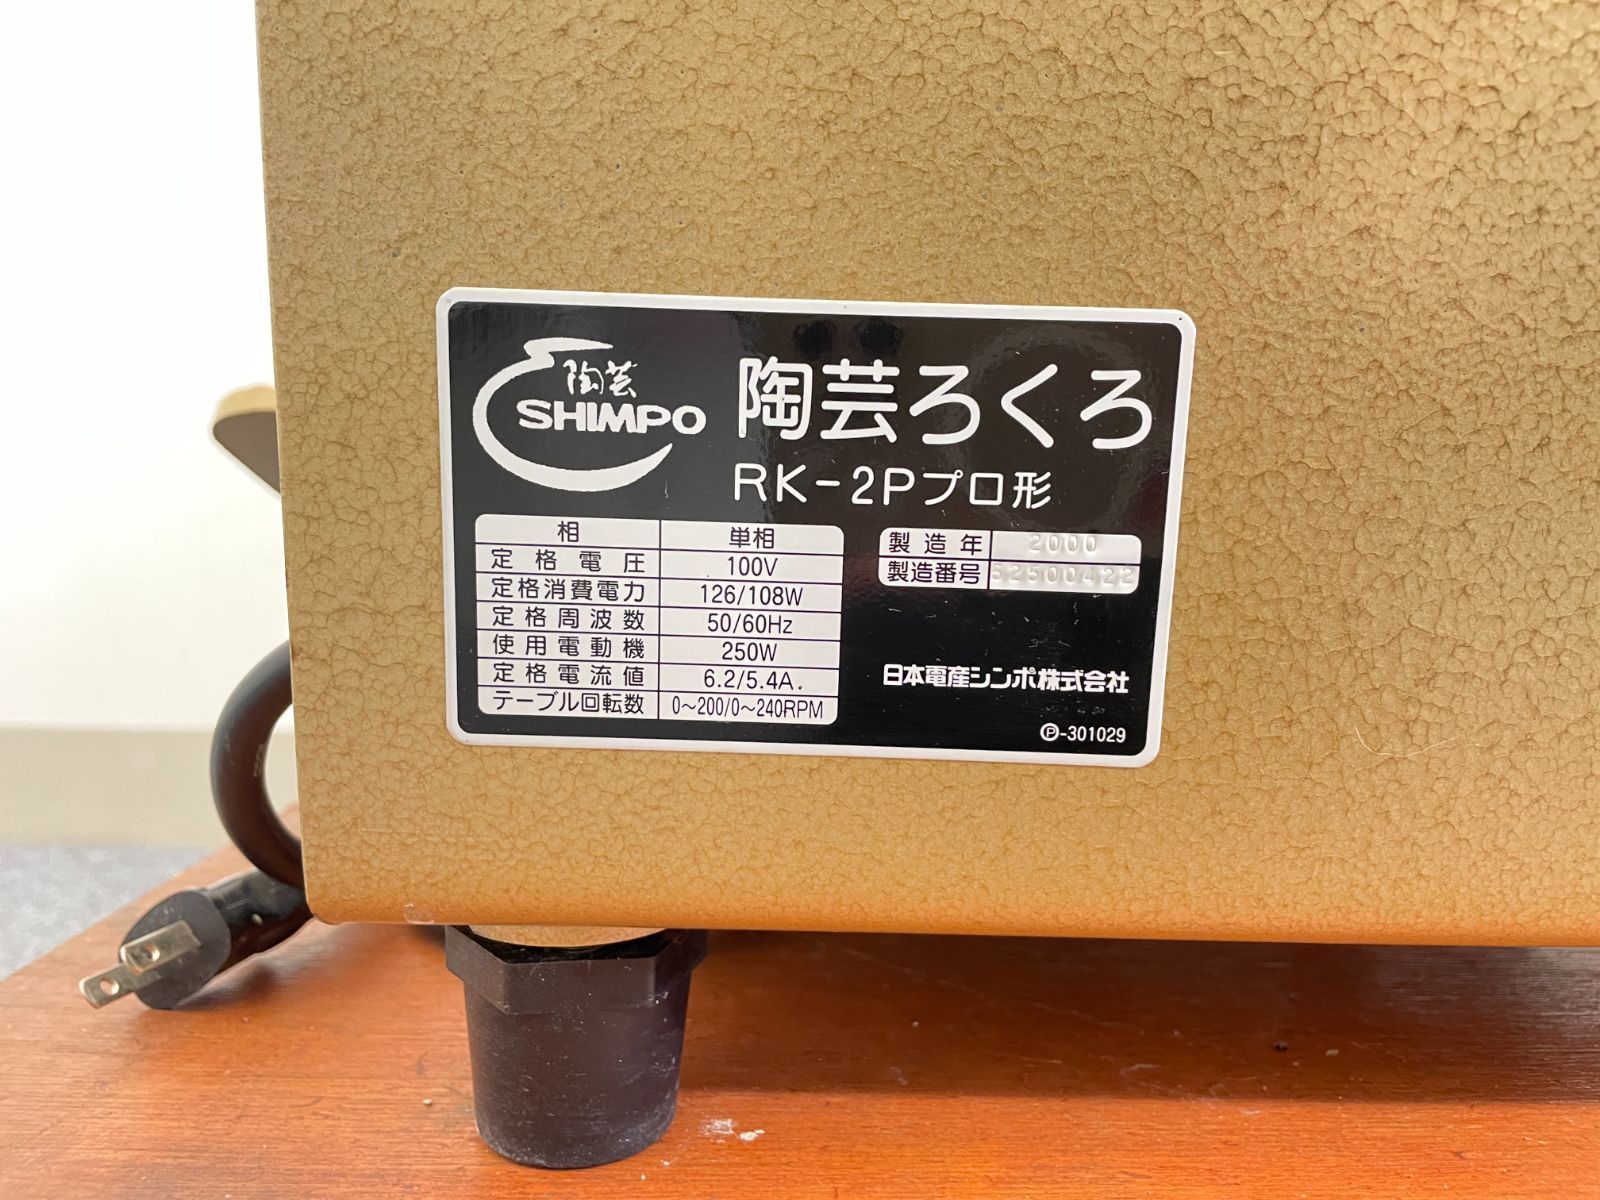 陶芸
SHIMPO
陶芸ろくろ
RK-2Pプロ形
相 単相
定格電圧 100V
定格消費電力 126/108W
定格周波数 50/60Hz
使用電動機 250W
定格電流値 6.2/5.4A.
テーブル回転数 0～200/0～240RPM
製造年 2000
製造番号 62500422
日本電産シンポ株式会社
Ⓟ-301029